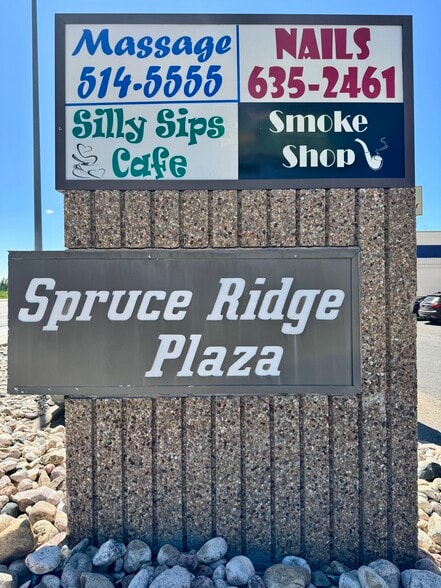 Massage
514-5555
NAILS
635-2461
Silly Sips
Cafe
Smoke
Shop
Spruce Ridge
Plaza